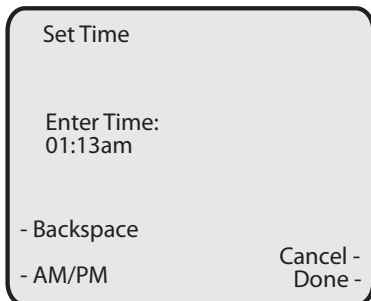 Set Time
Enter Time:
01:13am
- Backspace
Cancel -
- AM/PM
Done -